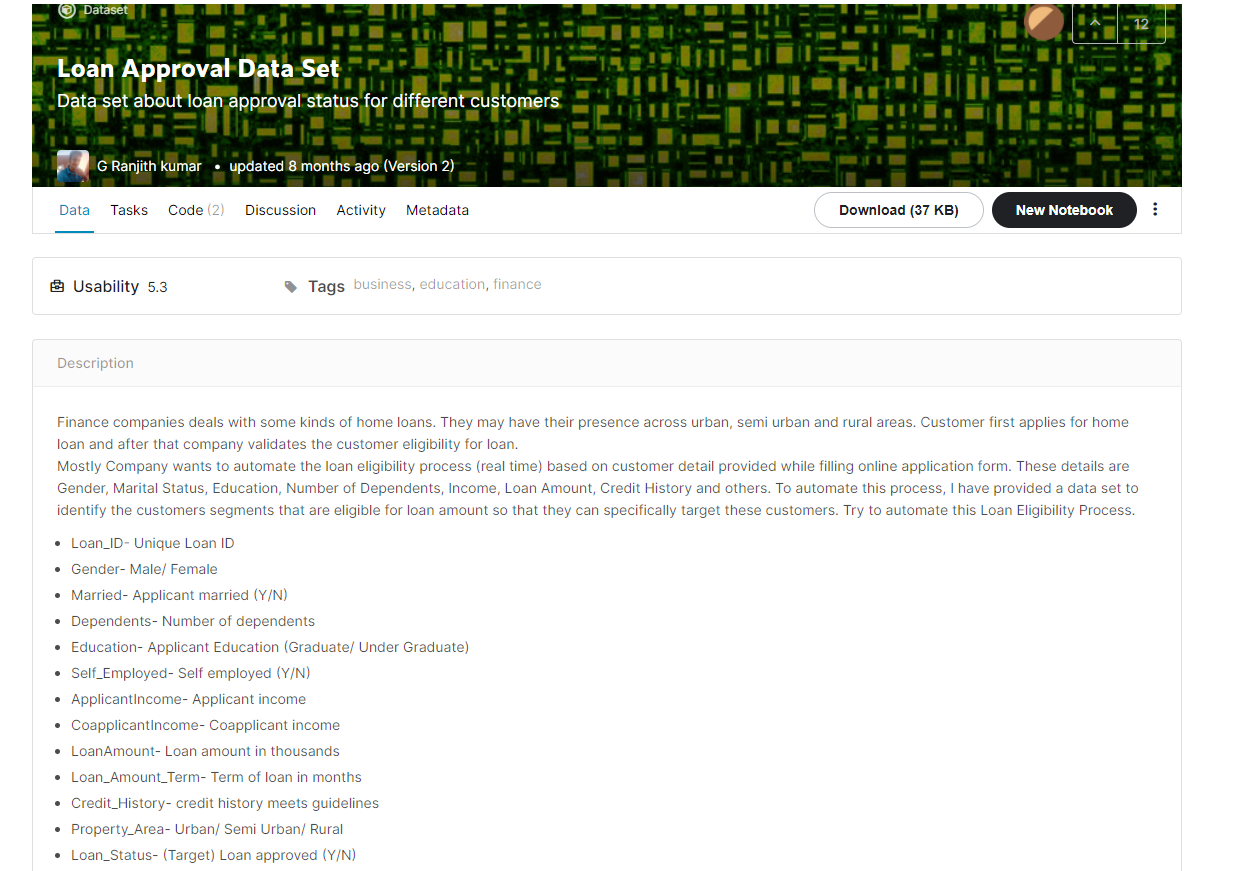 Dataset
12
Loan Approval Data Set
Data set about loan approval status for different customers
G Ranjith kumar • updated 8 months ago (Version 2)
Data Tasks Code (2) Discussion Activity Metadata Download (37 KB) New Notebook
Usability 5.3 Tags business, education, finance
Description
Finance companies deals with some kinds of home loans. They may have their presence across urban, semi urban and rural areas. Customer first applies for home
loan and after that company validates the customer eligibility for loan.
Mostly Company wants to automate the loan eligibility process (real time) based on customer detail provided while filling online application form. These details are
Gender, Marital Status, Education, Number of Dependents, Income, Loan Amount, Credit History and others. To automate this process, I have provided a data set to
identify the customers segments that are eligible for loan amount so that they can specifically target these customers. Try to automate this Loan Eligibility Process.
• Loan_ID- Unique Loan ID
• Gender- Male/ Female
• Married- Applicant married (Y/N)
• Dependents- Number of dependents
• Education- Applicant Education (Graduate/ Under Graduate)
• Self_Employed- Self employed (Y/N)
• ApplicantIncome- Applicant income
• CoapplicantIncome- Coapplicant income
• LoanAmount- Loan amount in thousands
• Loan_Amount_Term- Term of loan in months
• Credit_History- credit history meets guidelines
• Property_Area- Urban/ Semi Urban/ Rural
• Loan_Status- (Target) Loan approved (Y/N)